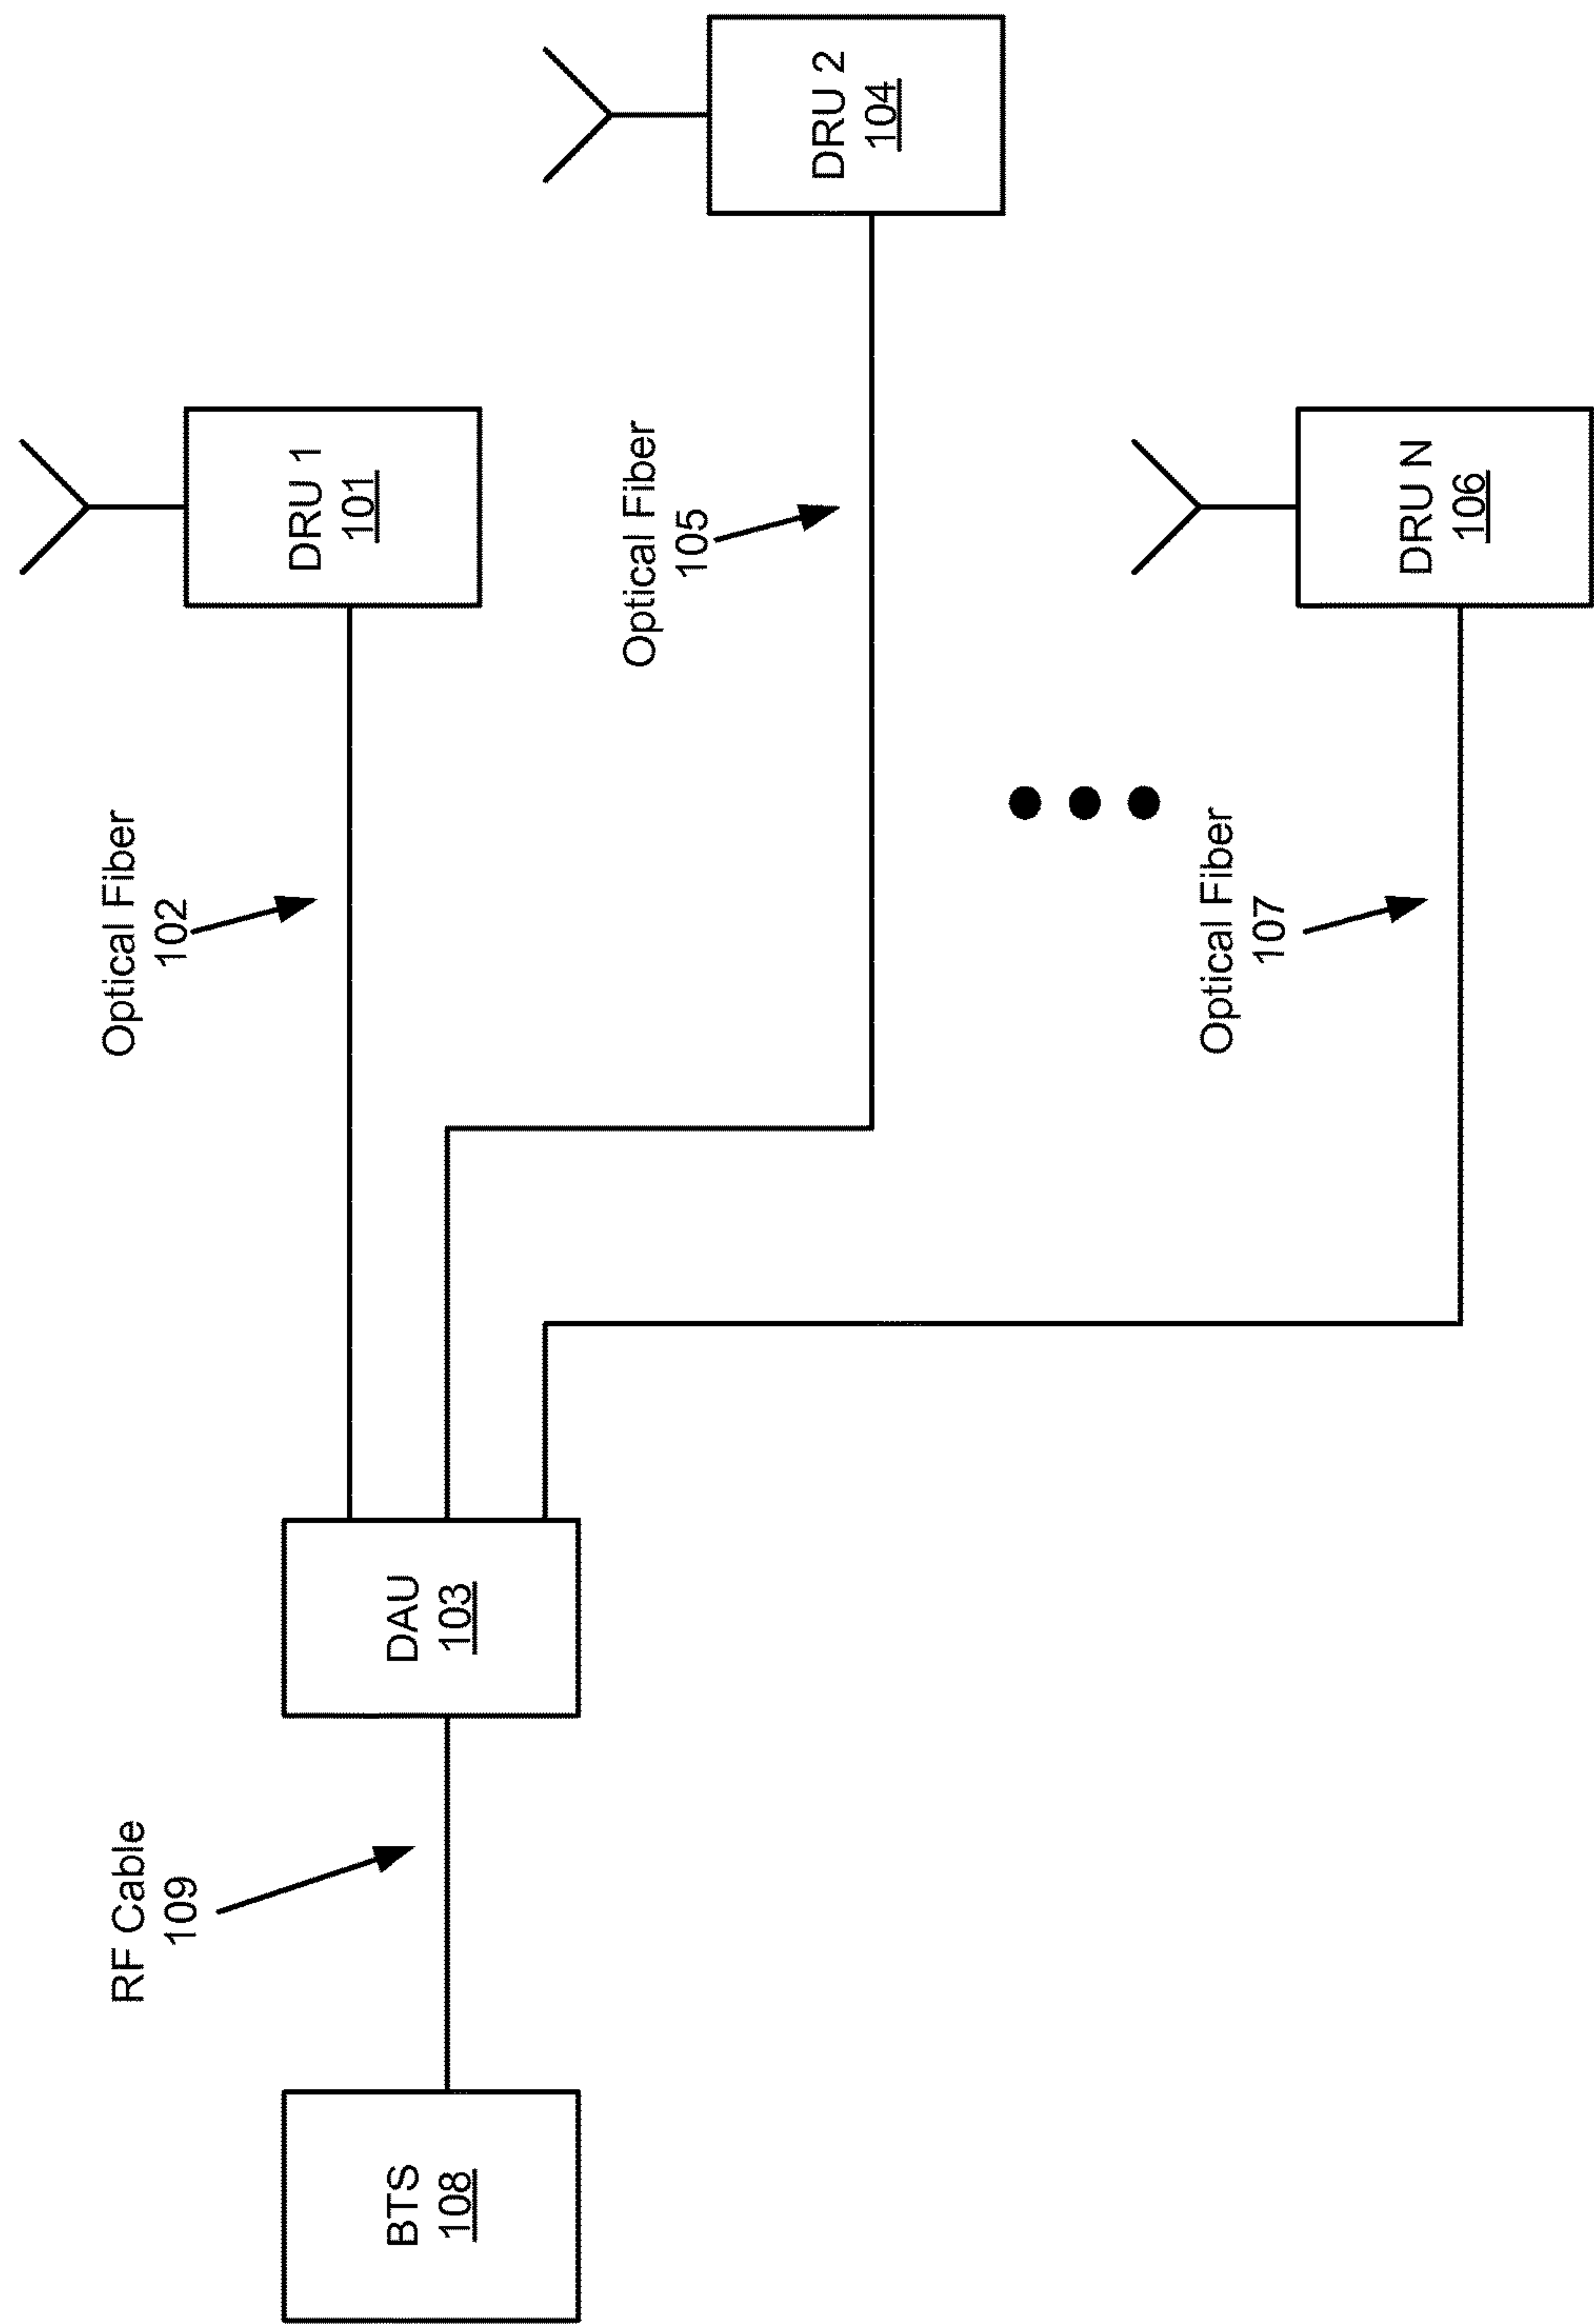 DRU 1
101
Optical Fiber
102
DRU 2
104
Optical Fiber
105
DAU
103
RF Cable
109
BTS
108
DRU N
106
Optical Fiber
107